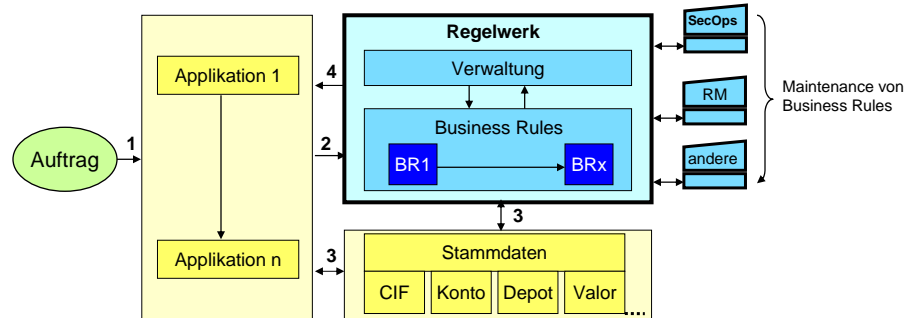 Regelwerk
SecOps
Applikation 1
4
Verwaltung
RM
Maintenance von
Business Rules
1
2
Business Rules
Auftrag
BR1
BRx
andere
3
Applikation n
3
Stammdaten
CIF
Konto
Depot
Valor
....